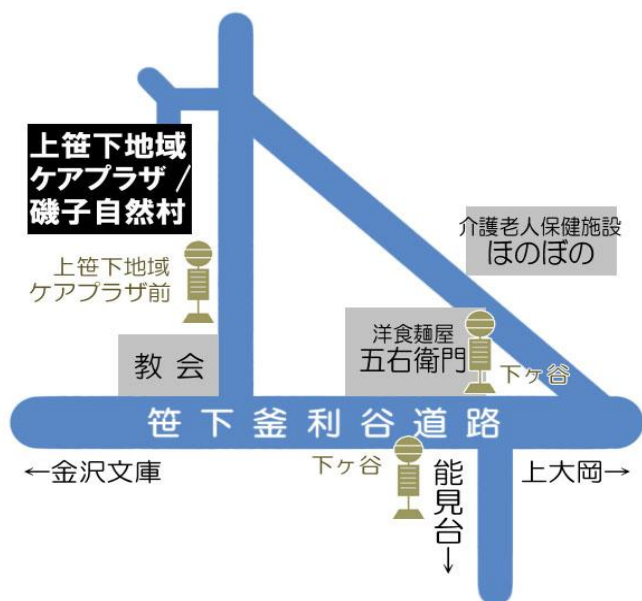 上笹下地域
ケアプラザ /
磯子自然村
上笹下地域
ケアプラザ前
介護老人保健施設
ほのぼの
教 会
洋食麺屋
五右衛門
下ヶ谷
笹下釜利谷道路
←金沢文庫
下ヶ谷
能見台→
上大岡→